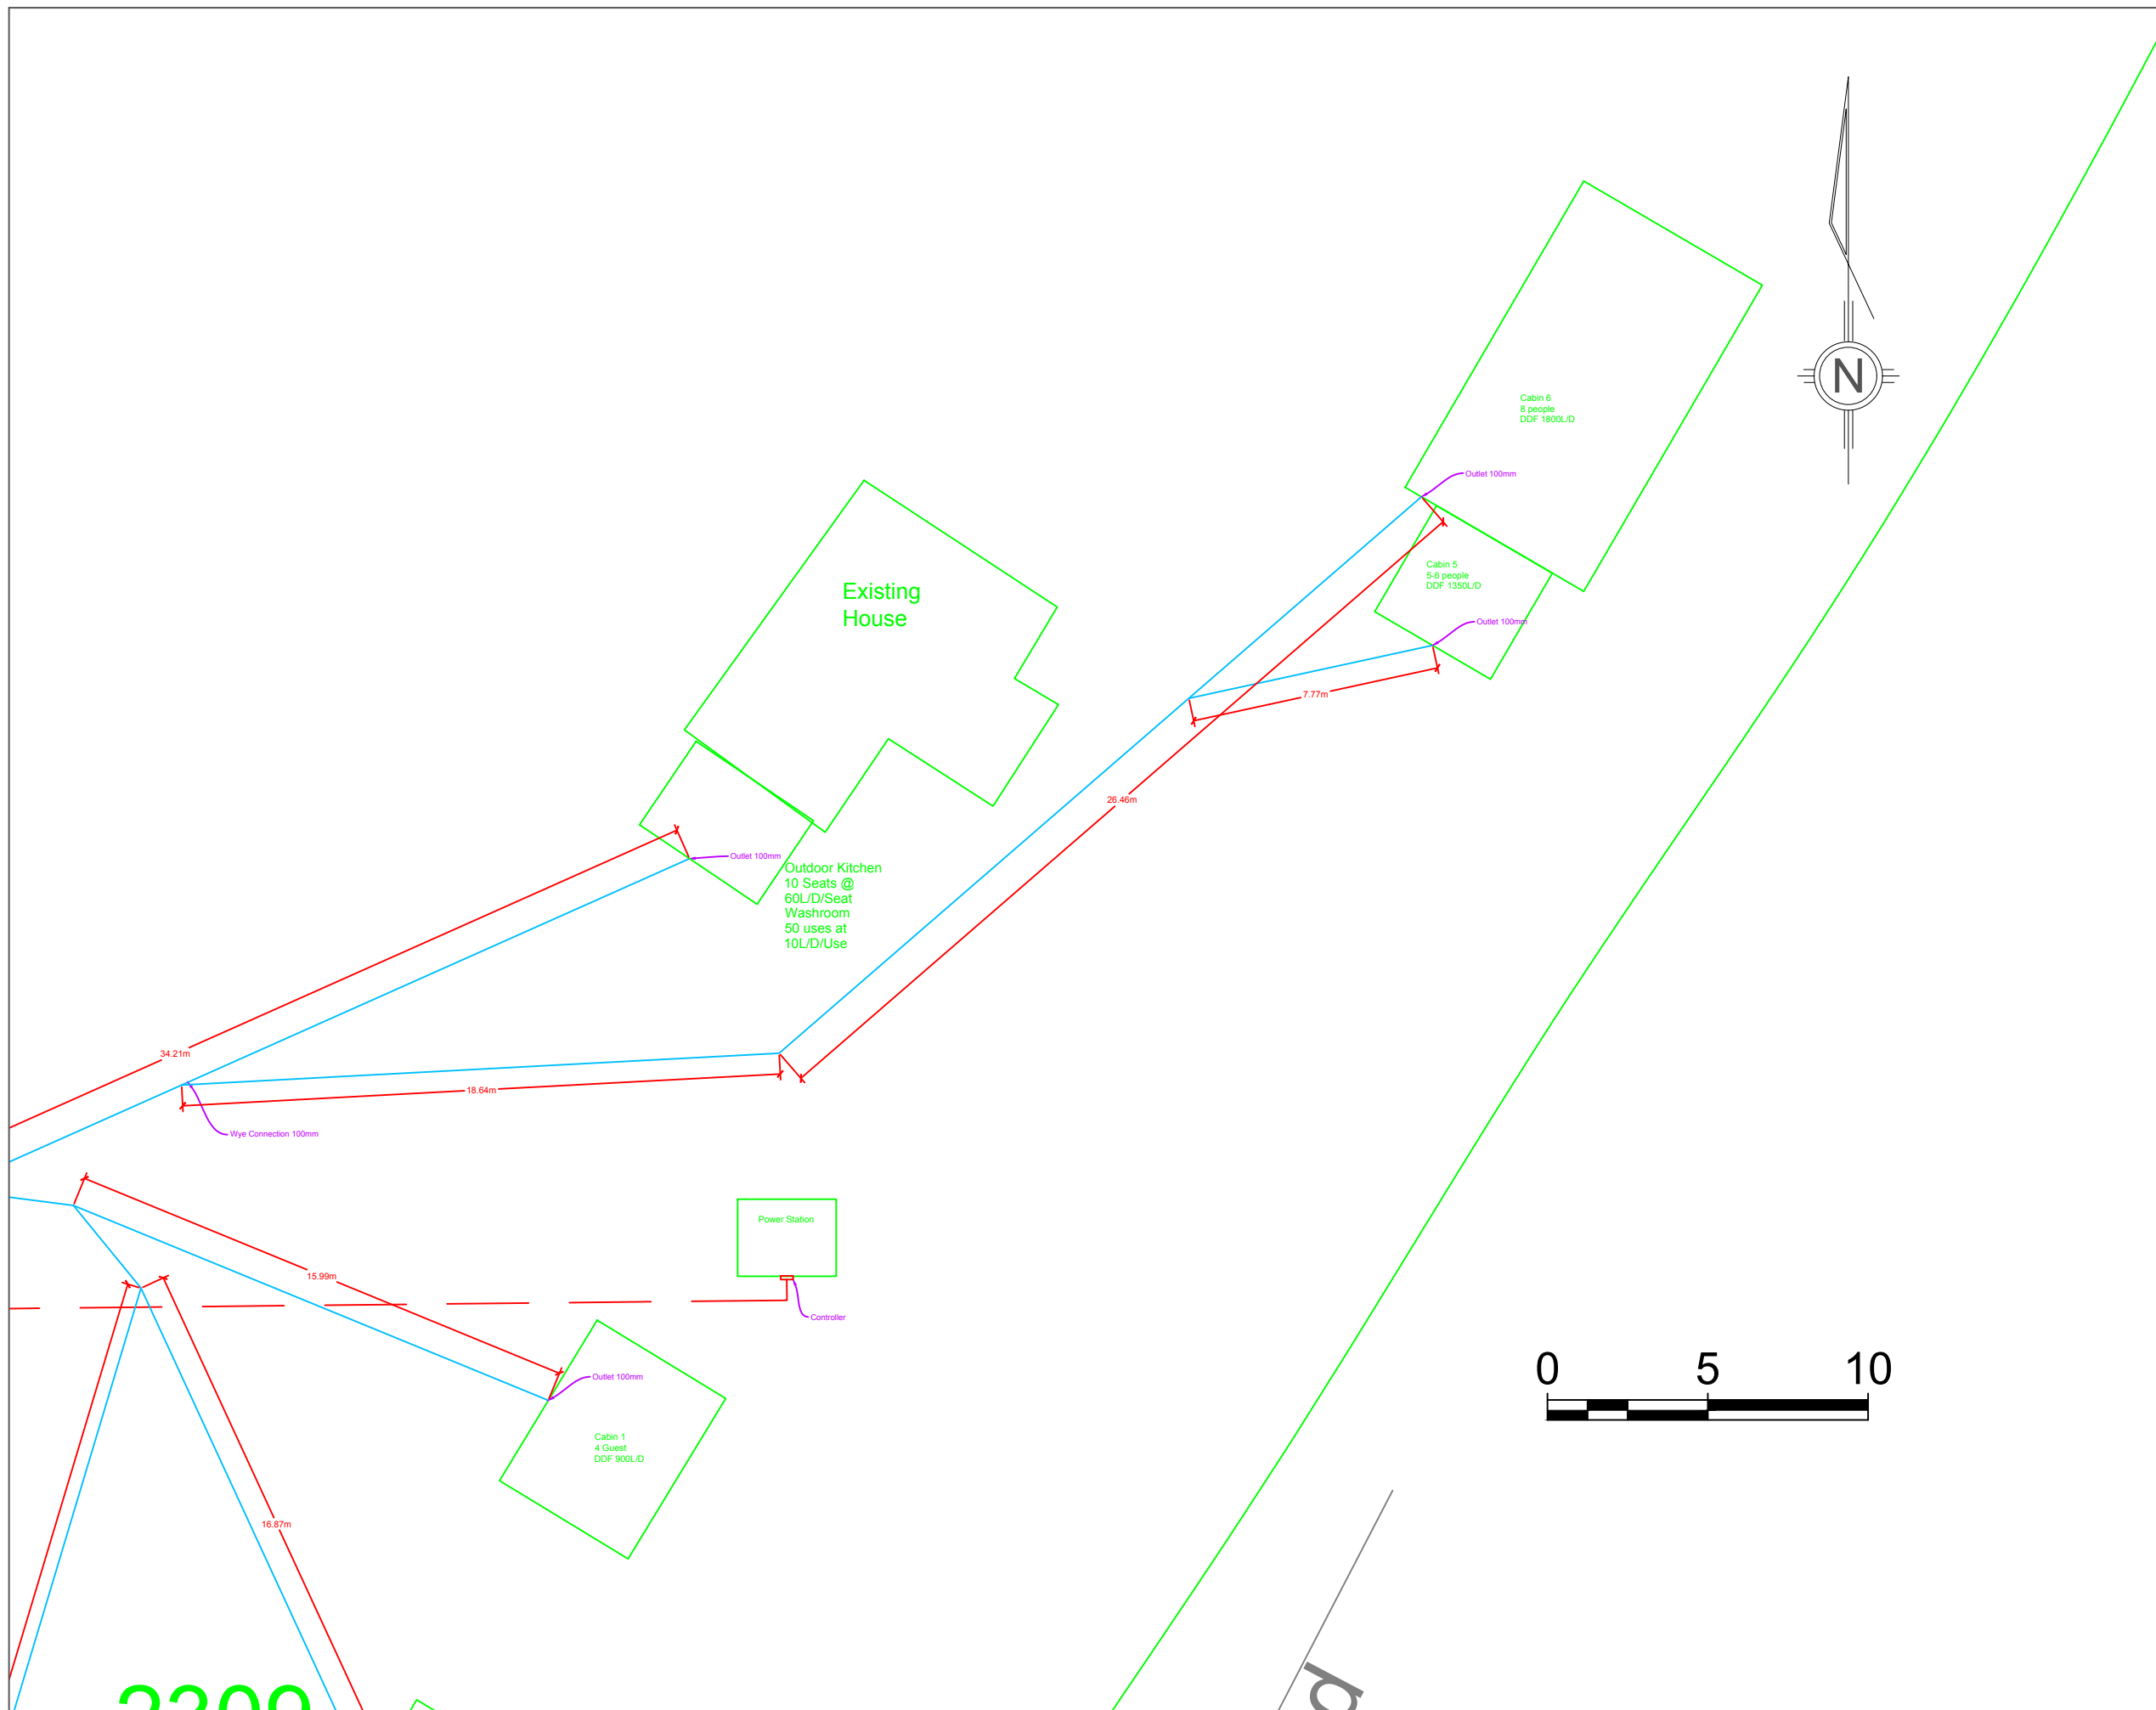 N
Cabin 6
8 people
DDF 1800L/D
Outlet 100mm
Cabin 5
5-6 people
DDF 1350L/D
Outlet 100mm
Existing
House
7.77m
26.46m
Outlet 100mm
Outdoor Kitchen
10 Seats @
60L/D/Seat
Washroom
50 uses at
10L/D/Use
34.21m
18.64m
Wye Connection 100mm
Power Station
15.99m
Controller
0 5 10
Outlet 100mm
Cabin 1
4 Guest
DDF 900L/D
16.87m